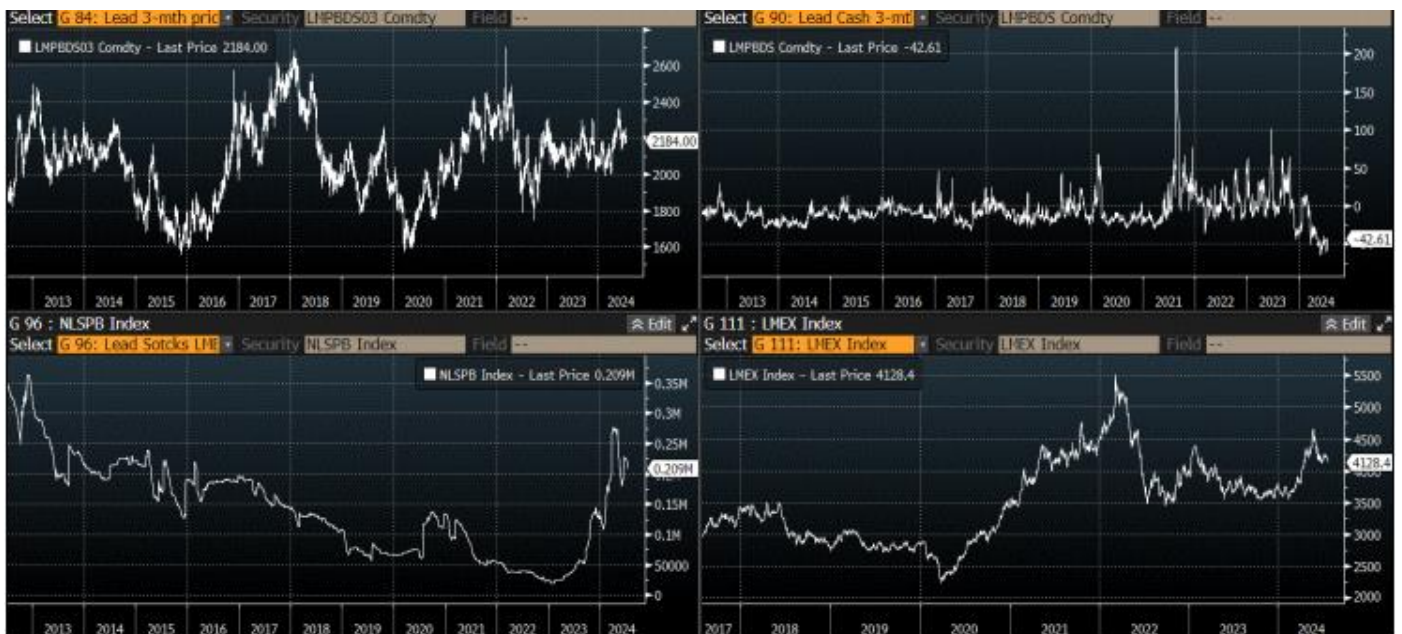 Select G 84: Lead 3-mth pric Security LMPBDS03 Comdty Field --
LMPBDS03 Comdty - Last Price 2184.00
2600
2400
2184.00
2000
1800
1600
2013 2014 2015 2016 2017 2018 2019 2020 2021 2022 2023 2024
Select G 90: Lead Cash 3-mt Security LMPBDS Comdty Field --
LMPBDS Comdty - Last Price -42.61
200
150
100
50
0
-42.61
2013 2014 2015 2016 2017 2018 2019 2020 2021 2022 2023 2024
G 96 : NLSPB Index Edit
Select G 96: Lead Sotcks LME Security NLSPB Index Field --
NLSPB Index - Last Price 0.209M
0.35M
0.3M
0.25M
0.209M
0.15M
0.1M
50000
0
2013 2014 2015 2016 2017 2018 2019 2020 2021 2022 2023 2024
G 111 : LMEX Index Edit
Select G 111: LMEX Index Security LMEX Index Field --
LMEX Index - Last Price 4128.4
5500
5000
4500
4128.4
3500
3000
2500
2000
2017 2018 2019 2020 2021 2022 2023 2024